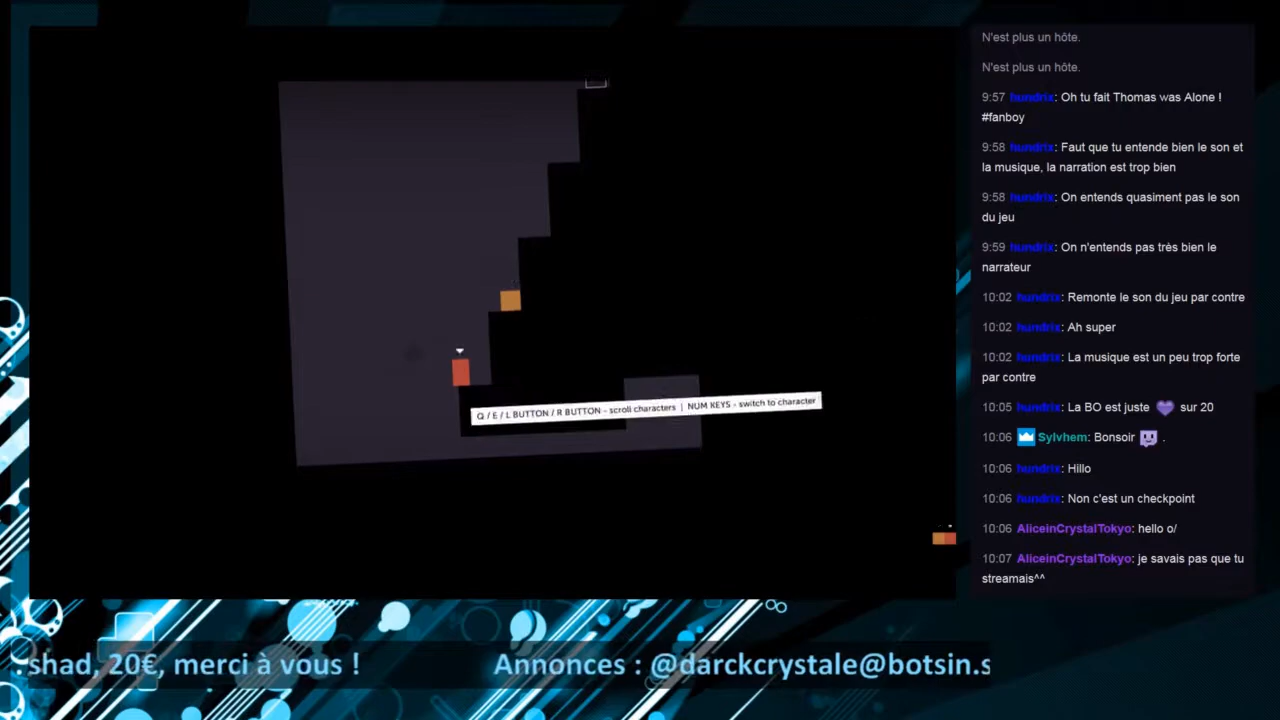 N'est plus un hôte.
N'est plus un hôte.
9:57 hundrix: Oh tu fait Thomas was Alone !
#fanboy
9:58 hundrix: Faut que tu entende bien le son et
la musique, la narration est trop bien
9:58 hundrix: On entends quasiment pas le son
du jeu
9:59 hundrix: On n'entends pas très bien le
narrateur
10:02 hundrix: Remonte le son du jeu par contre
10:02 hundrix: Ah super
10:02 hundrix: La musique est un peu trop forte
par contre
10:05 hundrix: La BO est juste 💜 sur 20
10:06 Sylvhem: Bonsoir .
10:06 hundrix: Hillo
10:06 hundrix: Non c'est un checkpoint
10:06 AliceinCrystalTokyo: hello o/
10:07 AliceinCrystalTokyo: je savais pas que tu
streamais^^
Q / E / L BUTTON / R BUTTON - scroll characters | NUM KEYS - switch to character
shad, 20€, merci à vous ! Annonces : @darckcrystale@botsin.s